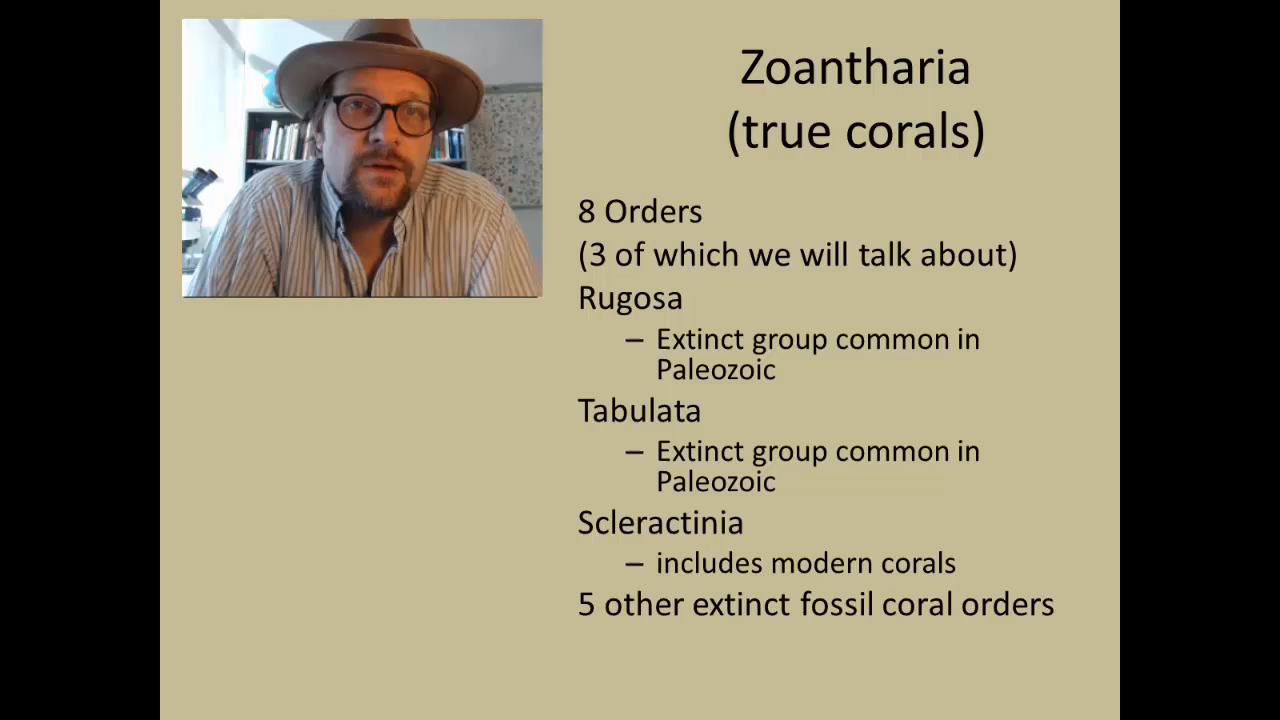 Zoantharia
(true corals)
8 Orders
(3 of which we will talk about)
Rugosa
– Extinct group common in
Paleozoic
Tabulata
– Extinct group common in
Paleozoic
Scleractinia
– includes modern corals
5 other extinct fossil coral orders